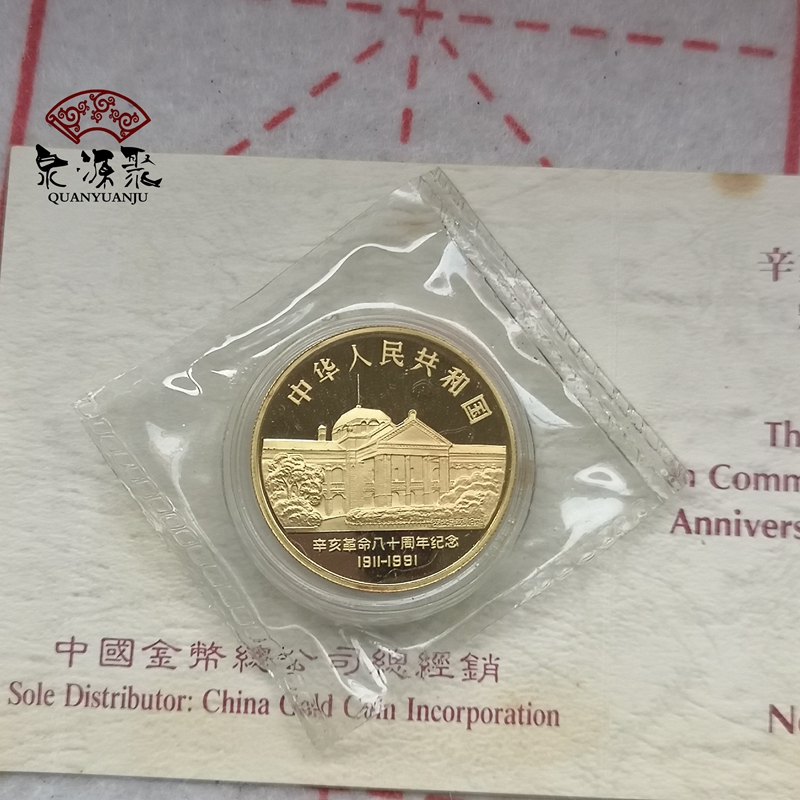 泉源聚
QUANYUANJU
中华人民共和国
辛亥革命八十周年纪念
1911-1991
辛
Th
n Comm
Annivers
中國金幣總公司總經銷
Sole Distributor: China Gold Coin Incorporation
N